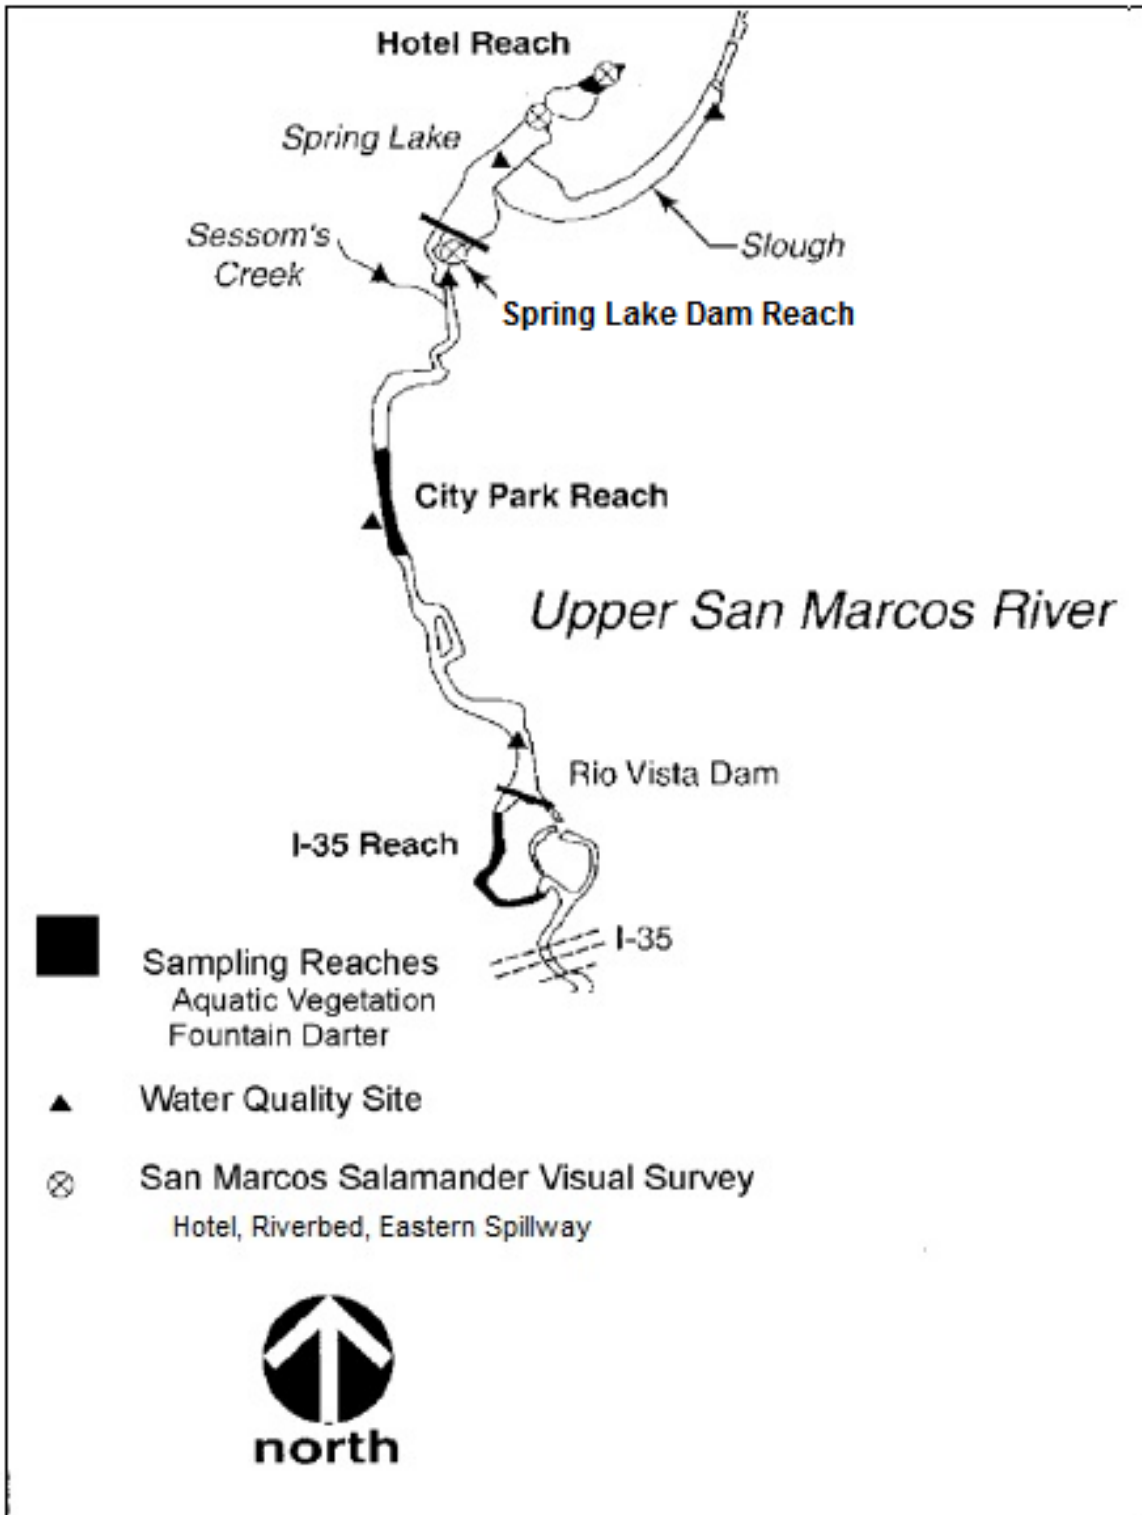 Hotel Reach
Spring Lake
Sessom's
Creek
Slough
Spring Lake Dam Reach
City Park Reach
Upper San Marcos River
Rio Vista Dam
I-35 Reach
I-35
Sampling Reaches
Aquatic Vegetation
Fountain Darter
Water Quality Site
San Marcos Salamander Visual Survey
Hotel, Riverbed, Eastern Spillway
north